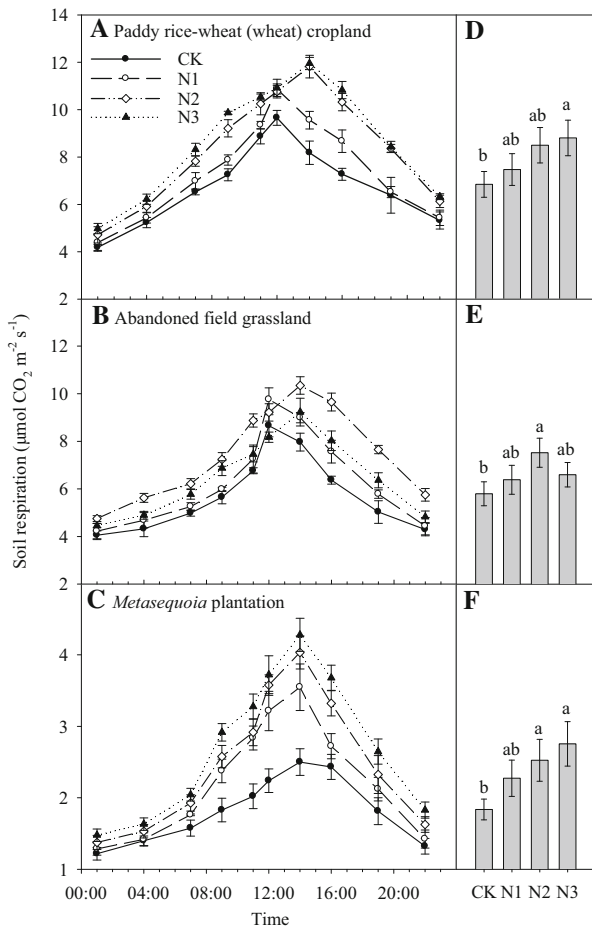 A Paddy rice-wheat (wheat) cropland
CK
N1
N2
N3
14
12
10
8
6
4
2
D
b
ab
ab
a
B Abandoned field grassland
12
10
8
6
4
2
E
b
ab
a
ab
Soil respiration (μmol CO₂ m⁻² s⁻¹)
C Metasequoia plantation
4
3
2
1
F
b
ab
a
a
00:00 04:00 08:00 12:00 16:00 20:00
Time
CK N1 N2 N3